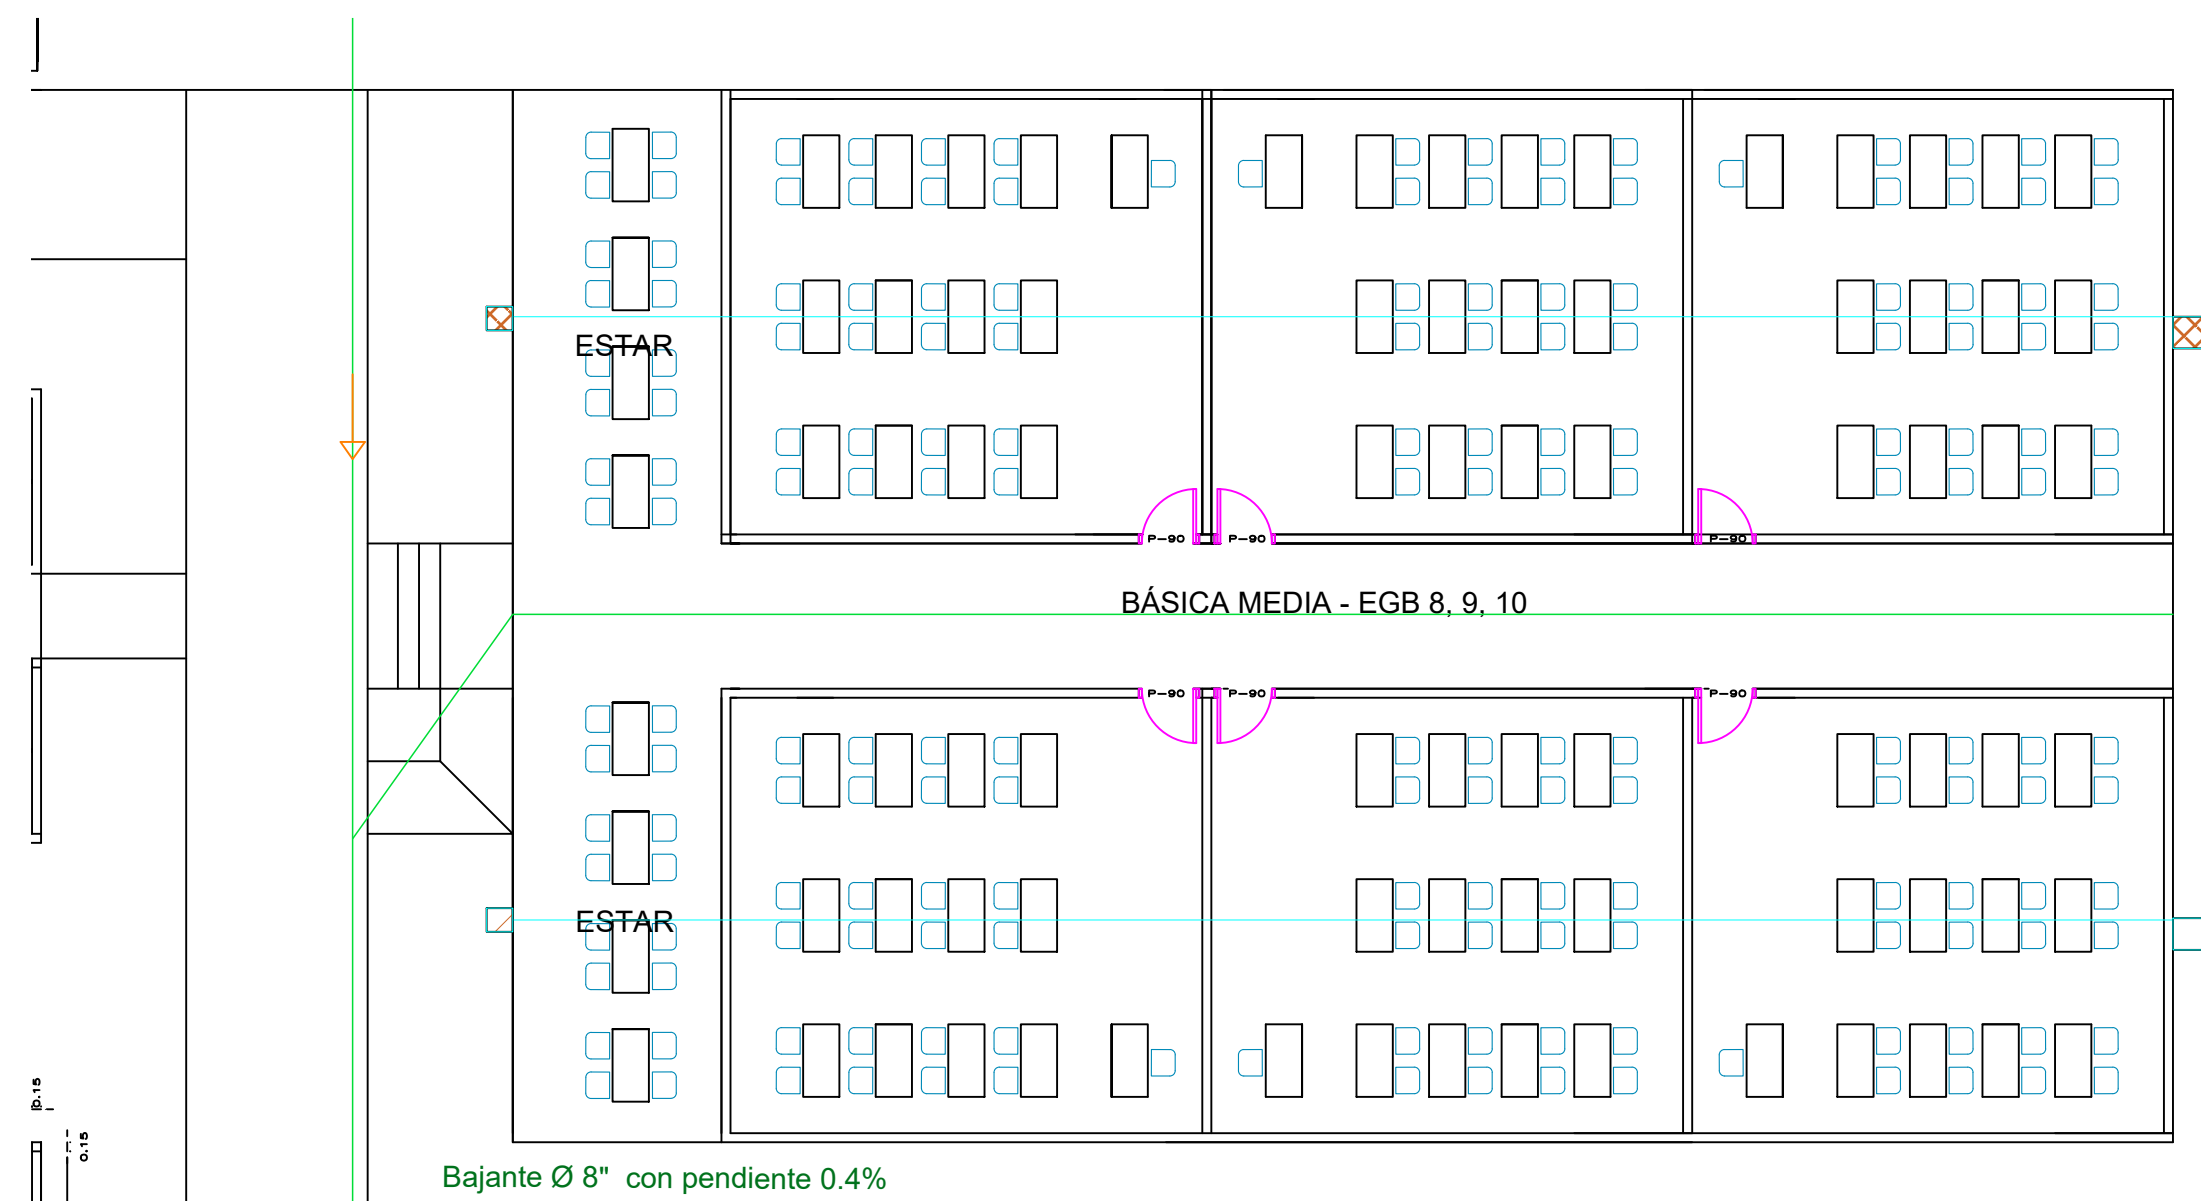 ESTAR
P-90
P-90
P-90
BÁSICA MEDIA - EGB 8, 9, 10
P-90
P-90
P-90
ESTAR
0.15
0.15
Bajante Ø 8" con pendiente 0.4%